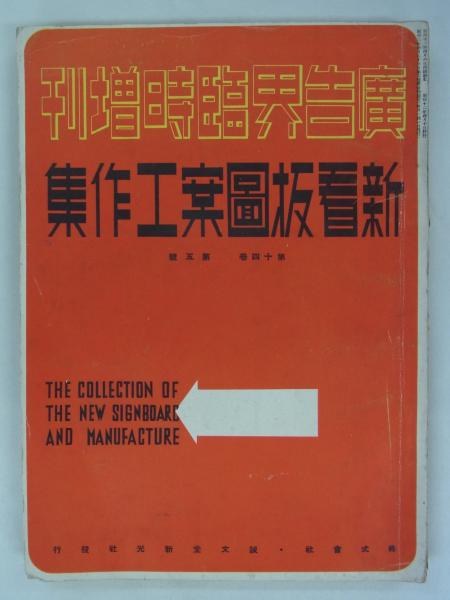 廣告界臨時增刊
新看板圖案工作集
第十四卷 第五號
THE COLLECTION OF
THE NEW SIGNBOARD
AND MANUFACTURE
株式會社・誠文堂新光社發行